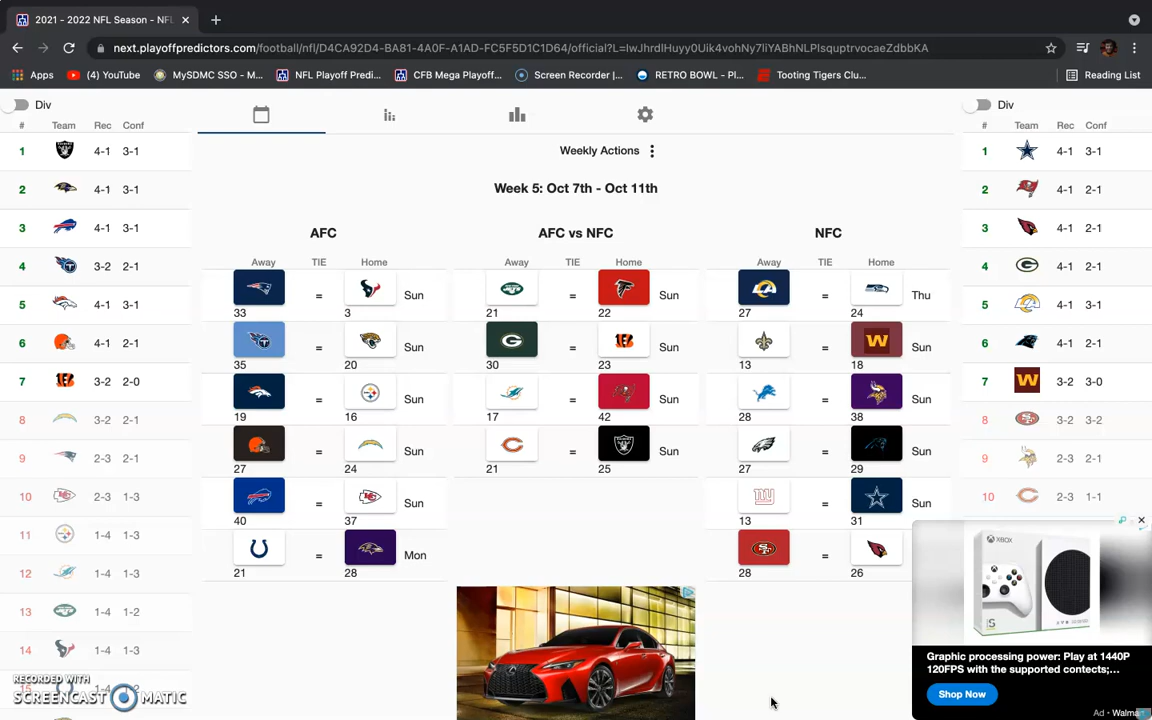 2021 - 2022 NFL Season - NFL
next.playoffpredictors.com/football/nfl/D4CA92D4-BA81-4A0F-A1AD-FC5F5D1C1D64/official?L=IwJhrdIHuyy0Uik4vohNy7liYABhNLPlsquptrvocaeZdbbKA
Apps (4) YouTube MySDMC SSO - M... NFL Playoff Predi... CFB Mega Playoff... Screen Recorder |... RETRO BOWL - Pl... Tooting Tigers Clu... Reading List
Div Div
# Team Rec Conf # Team Rec Conf
Weekly Actions
1 4-1 3-1 1 4-1 3-1
Week 5: Oct 7th - Oct 11th
2 4-1 3-1 2 4-1 2-1
3 4-1 3-1 AFC AFC vs NFC NFC 3 4-1 2-1
Away TIE Home Away TIE Home Away TIE Home
4 3-2 2-1 4 4-1 2-1
= Sun = Sun = Thu
5 4-1 3-1 5 4-1 3-1
33 3 21 22 27 24
6 4-1 2-1 = Sun = Sun = W Sun 6 4-1 2-1
35 20 30 23 13 18
7 3-2 2-0 7 W 3-2 3-0
= Sun = Sun = Sun
19 16 17 42 28 38
8 3-2 2-1 8 3-2 3-2
= Sun = Sun = Sun
9 2-3 2-1 9 2-3 2-1
27 24 21 25 27 29
10 2-3 1-3 = Sun = Sun 10 2-3 1-1
40 37 13 31
11 1-4 1-3
= Mon =
21 28 28 26
12 1-4 1-3
13 1-4 1-2
14 1-4 1-3
XBOX
S
Graphic processing power: Play at 1440P
120FPS with the supported contects;...
Shop Now
Ad • Walma
RECORDED WITH
SCREENCAST MATIC
1-4 1-2